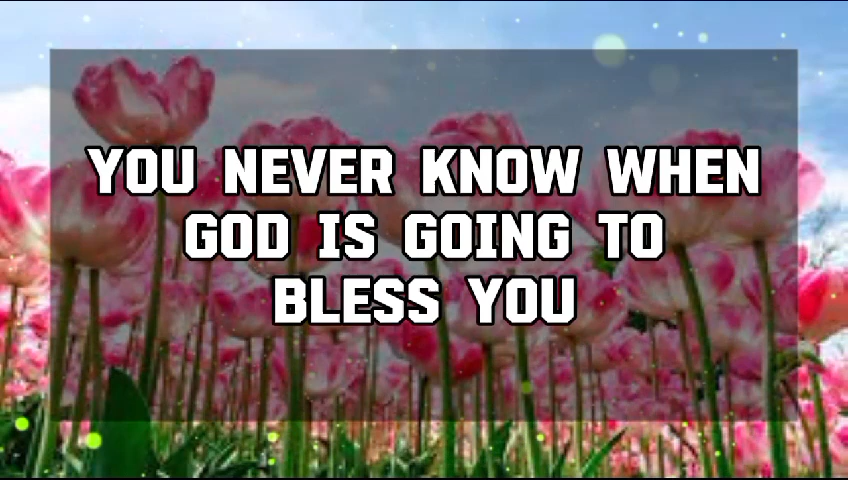 YOU NEVER KNOW WHEN
GOD IS GOING TO
BLESS YOU